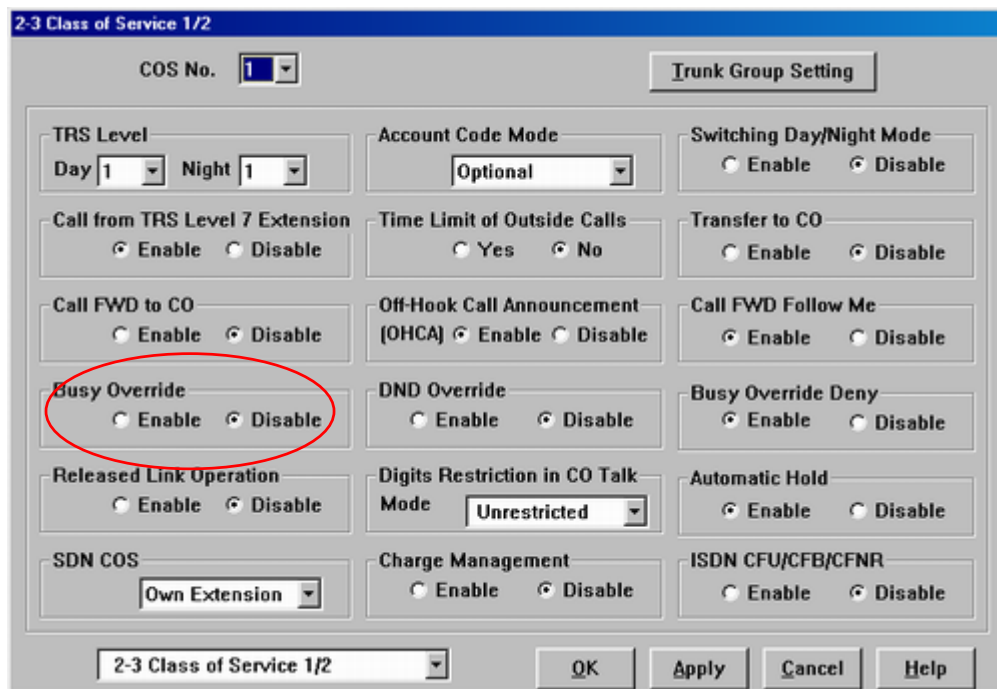 2-3 Class of Service 1/2
COS No. 1
Trunk Group Setting
TRS Level
Day 1 Night 1
Account Code Mode
Optional
Switching Day/Night Mode
Enable Disable
Call from TRS Level 7 Extension
Enable Disable
Time Limit of Outside Calls
Yes No
Transfer to CO
Enable Disable
Call FWD to CO
Enable Disable
Off-Hook Call Announcement
(OHCA) Enable Disable
Call FWD Follow Me
Enable Disable
Busy Override
Enable Disable
DND Override
Enable Disable
Busy Override Deny
Enable Disable
Released Link Operation
Enable Disable
Digits Restriction in CO Talk
Mode Unrestricted
Automatic Hold
Enable Disable
SDN COS
Own Extension
Charge Management
Enable Disable
ISDN CFU/CFB/CFNR
Enable Disable
2-3 Class of Service 1/2
OK Apply Cancel Help